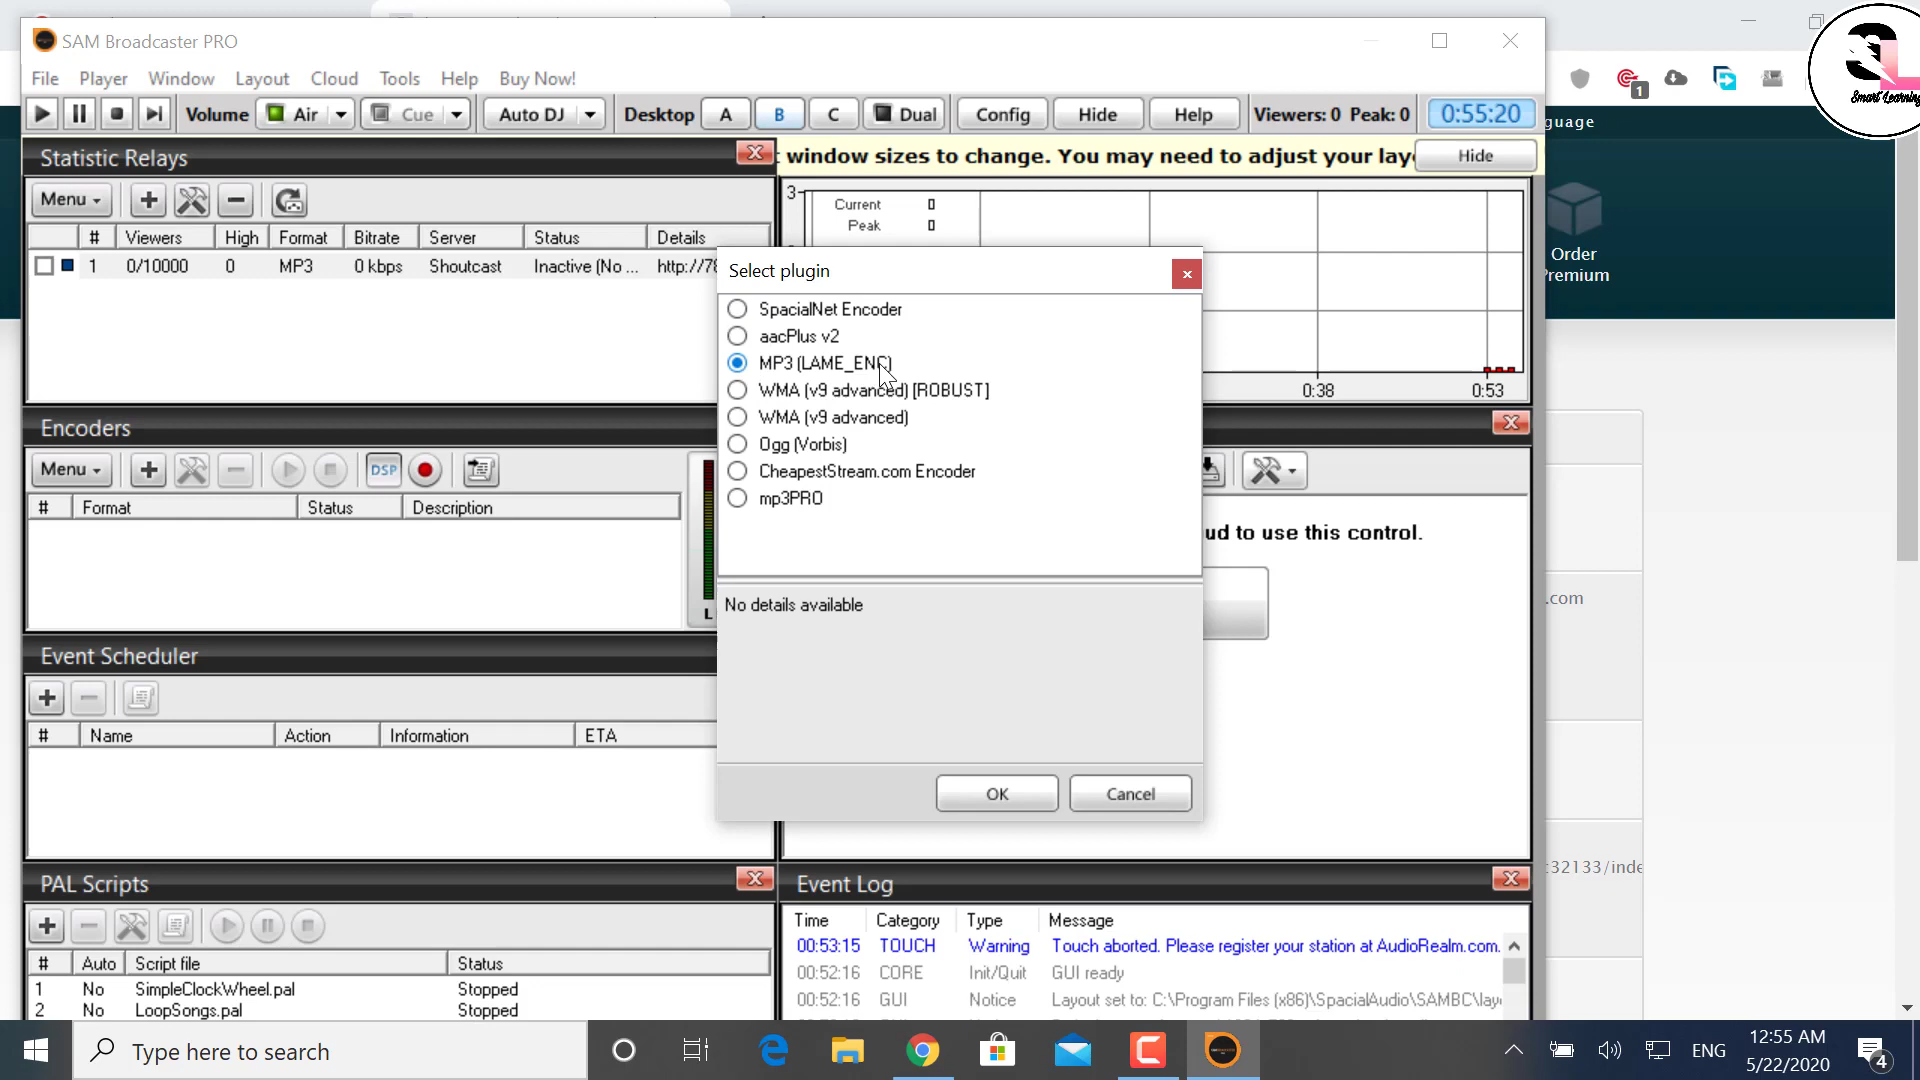 SAM Broadcaster PRO
File Player Window Layout Cloud Tools Help Buy Now!
Volume Air Cue Auto DJ Desktop A B C Dual Config Hide Help Viewers: 0 Peak: 0 0:55:20
guage
1
SL
Smart Learning
Statistic Relays
window sizes to change. You may need to adjust your layo
Hide
Menu
# Viewers High Format Bitrate Server Status Details
1 0/10000 0 MP3 0 kbps Shoutcast Inactive (No ... http://78
3
Current 0
Peak 0
0:38 0:53
Order
Premium
Select plugin
SpacialNet Encoder
aacPlus v2
MP3 (LAME_ENC)
WMA (v9 advanced) [ROBUST]
WMA (v9 advanced)
Ogg (Vorbis)
CheapestStream.com Encoder
mp3PRO
No details available
OK Cancel
Encoders
Menu DSP
# Format Status Description
L
ud to use this control.
.com
Event Scheduler
# Name Action Information ETA
:32133/inde
PAL Scripts
# Auto Script file Status
1 No SimpleClockWheel.pal Stopped
2 No LoopSongs.pal Stopped
Event Log
Time Category Type Message
00:53:15 TOUCH Warning Touch aborted. Please register your station at AudioRealm.com.
00:52:16 CORE Init/Quit GUI ready
00:52:16 GUI Notice Layout set to: C:\Program Files (x86)\SpacialAudio\SAMBC\layo
Type here to search
ENG
12:55 AM
5/22/2020
4